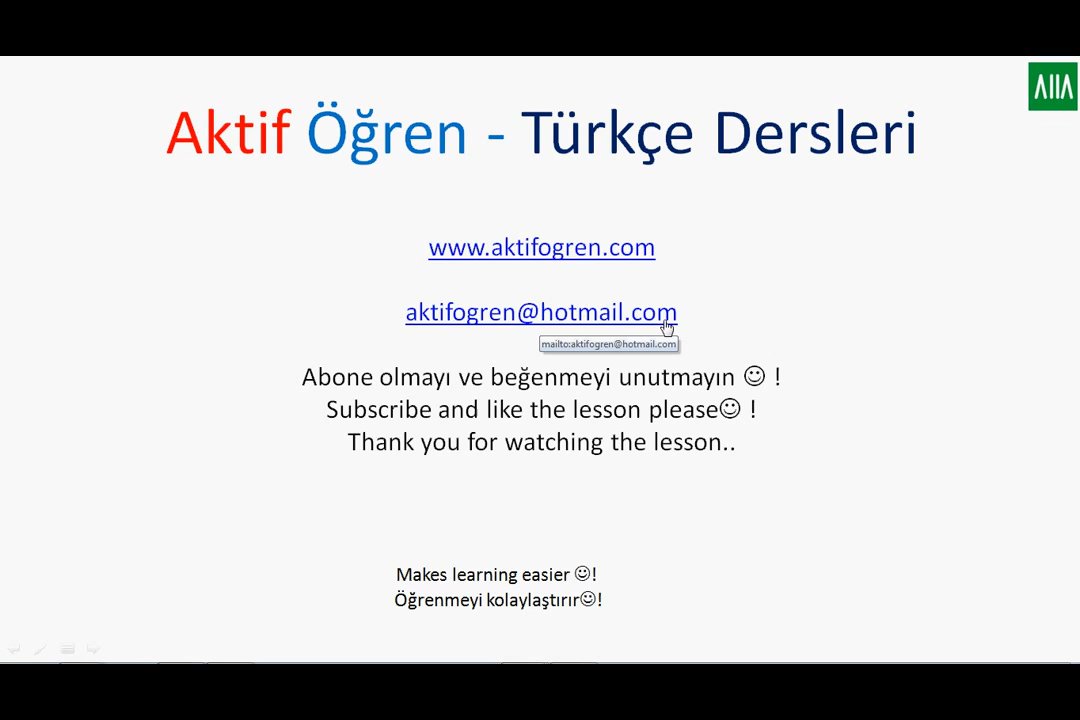 Aktif Öğren - Türkçe Dersleri
www.aktifogren.com
aktifogren@hotmail.com
mailto:aktifogren@hotmail.com
Abone olmayı ve beğenmeyi unutmayın ☺ !
Subscribe and like the lesson please☺ !
Thank you for watching the lesson..
Makes learning easier ☺!
Öğrenmeyi kolaylaştırır☺!